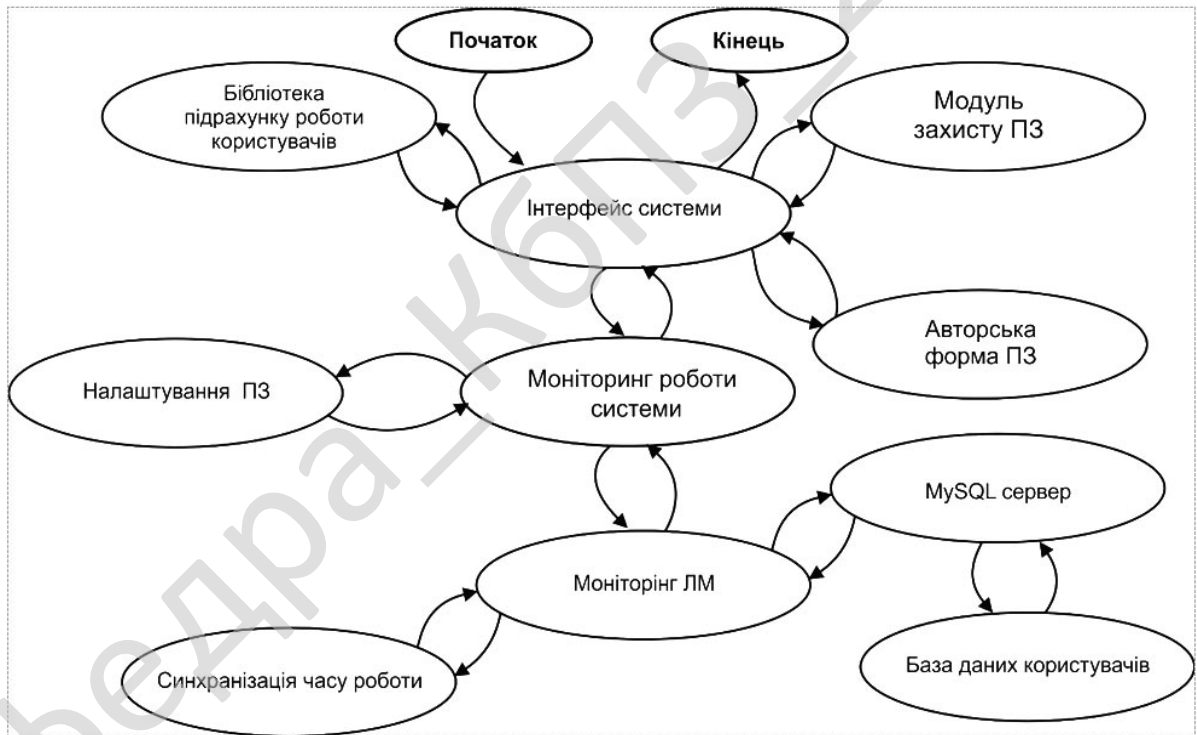 Початок
Кінець
Бібліотека
підрахунку роботи
користувачів
Модуль
захисту ПЗ
Інтерфейс системи
Авторська
форма ПЗ
Налаштування ПЗ
Моніторинг роботи
системи
MySQL сервер
Моніторінг ЛМ
Синхранізація часу роботи
База даних користувачів
федра_КбПЗ_2